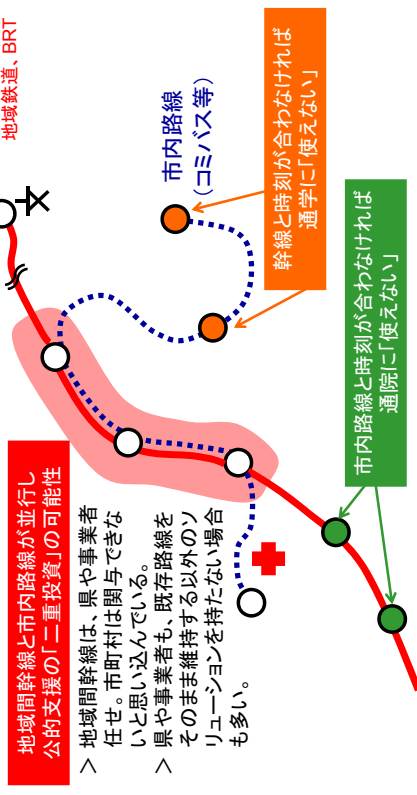 地域鉄道、BRT
地域間幹線と市内路線が並行し
公的支援の「二重投資」の可能性
> 地域間幹線は、県や事業者
任せ。市町村は関与できな
いと思い込んでいる。
> 県や事業者も、既存路線を
そのまま維持する以外のソ
リューションを持たない場合
も多い。
市内路線
(コミバス等)
幹線と時刻が合わなければ
通学に「使えない」
市内路線と時刻が合わなければ
通院に「使えない」